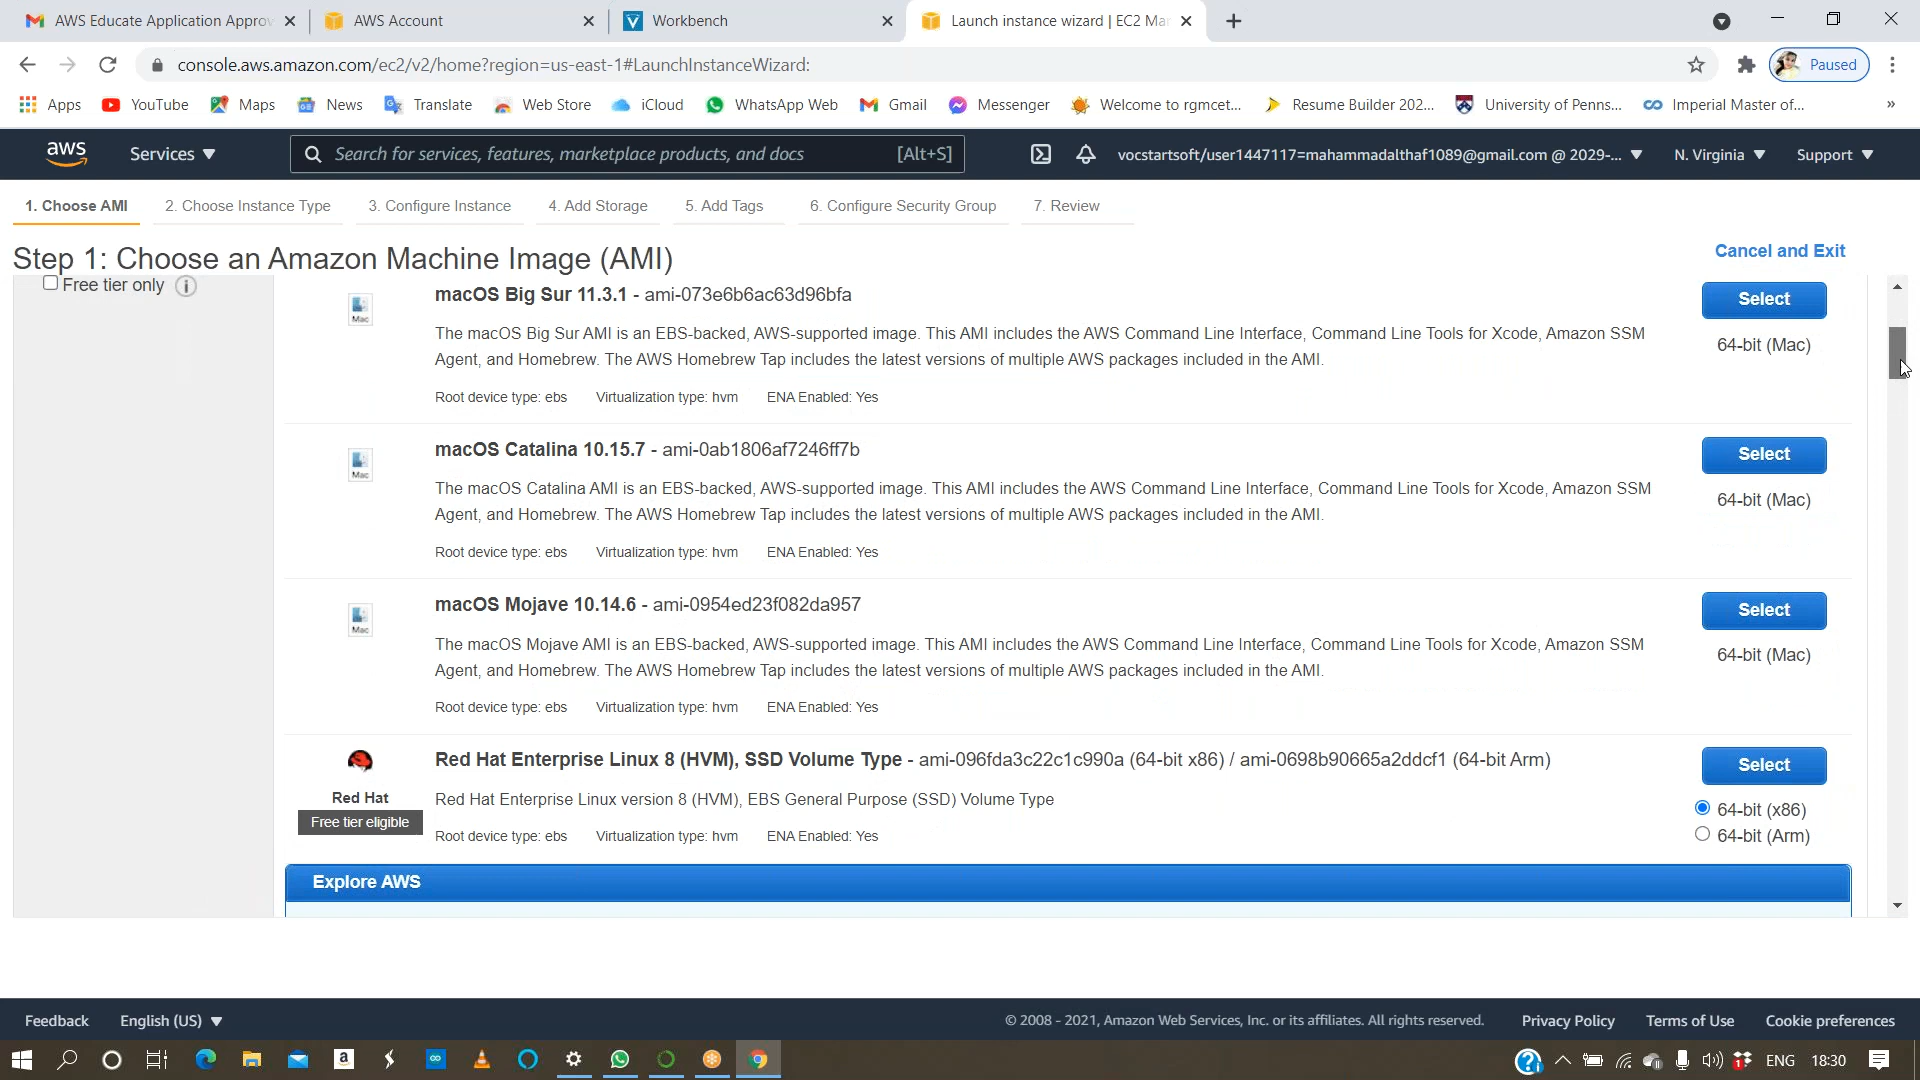 AWS Educate Application Approv
AWS Account
Workbench
Launch instance wizard | EC2 Ma
console.aws.amazon.com/ec2/v2/home?region=us-east-1#LaunchInstanceWizard:
Paused
Apps
YouTube
Maps
News
Translate
Web Store
iCloud
WhatsApp Web
Gmail
Messenger
Welcome to rgmcet...
Resume Builder 202...
University of Penns...
Imperial Master of...
»
aws
Services
Search for services, features, marketplace products, and docs
[Alt+S]
vocstartsoft/user1447117=mahammadalthaf1089@gmail.com @ 2029-...
N. Virginia
Support
1. Choose AMI
2. Choose Instance Type
3. Configure Instance
4. Add Storage
5. Add Tags
6. Configure Security Group
7. Review
Step 1: Choose an Amazon Machine Image (AMI)
Cancel and Exit
Free tier only
i
macOS Big Sur 11.3.1 - ami-073e6b6ac63d96bfa
Mac
The macOS Big Sur AMI is an EBS-backed, AWS-supported image. This AMI includes the AWS Command Line Interface, Command Line Tools for Xcode, Amazon SSM
Agent, and Homebrew. The AWS Homebrew Tap includes the latest versions of multiple AWS packages included in the AMI.
Root device type: ebs Virtualization type: hvm ENA Enabled: Yes
Select
64-bit (Mac)
macOS Catalina 10.15.7 - ami-0ab1806af7246ff7b
Mac
The macOS Catalina AMI is an EBS-backed, AWS-supported image. This AMI includes the AWS Command Line Interface, Command Line Tools for Xcode, Amazon SSM
Agent, and Homebrew. The AWS Homebrew Tap includes the latest versions of multiple AWS packages included in the AMI.
Root device type: ebs Virtualization type: hvm ENA Enabled: Yes
Select
64-bit (Mac)
macOS Mojave 10.14.6 - ami-0954ed23f082da957
Mac
The macOS Mojave AMI is an EBS-backed, AWS-supported image. This AMI includes the AWS Command Line Interface, Command Line Tools for Xcode, Amazon SSM
Agent, and Homebrew. The AWS Homebrew Tap includes the latest versions of multiple AWS packages included in the AMI.
Root device type: ebs Virtualization type: hvm ENA Enabled: Yes
Select
64-bit (Mac)
Red Hat Enterprise Linux 8 (HVM), SSD Volume Type - ami-096fda3c22c1c990a (64-bit x86) / ami-0698b90665a2ddcf1 (64-bit Arm)
Red Hat
Free tier eligible
Red Hat Enterprise Linux version 8 (HVM), EBS General Purpose (SSD) Volume Type
Root device type: ebs Virtualization type: hvm ENA Enabled: Yes
Select
64-bit (x86)
64-bit (Arm)
Explore AWS
Feedback
English (US)
© 2008 - 2021, Amazon Web Services, Inc. or its affiliates. All rights reserved.
Privacy Policy
Terms of Use
Cookie preferences
ENG
18:30